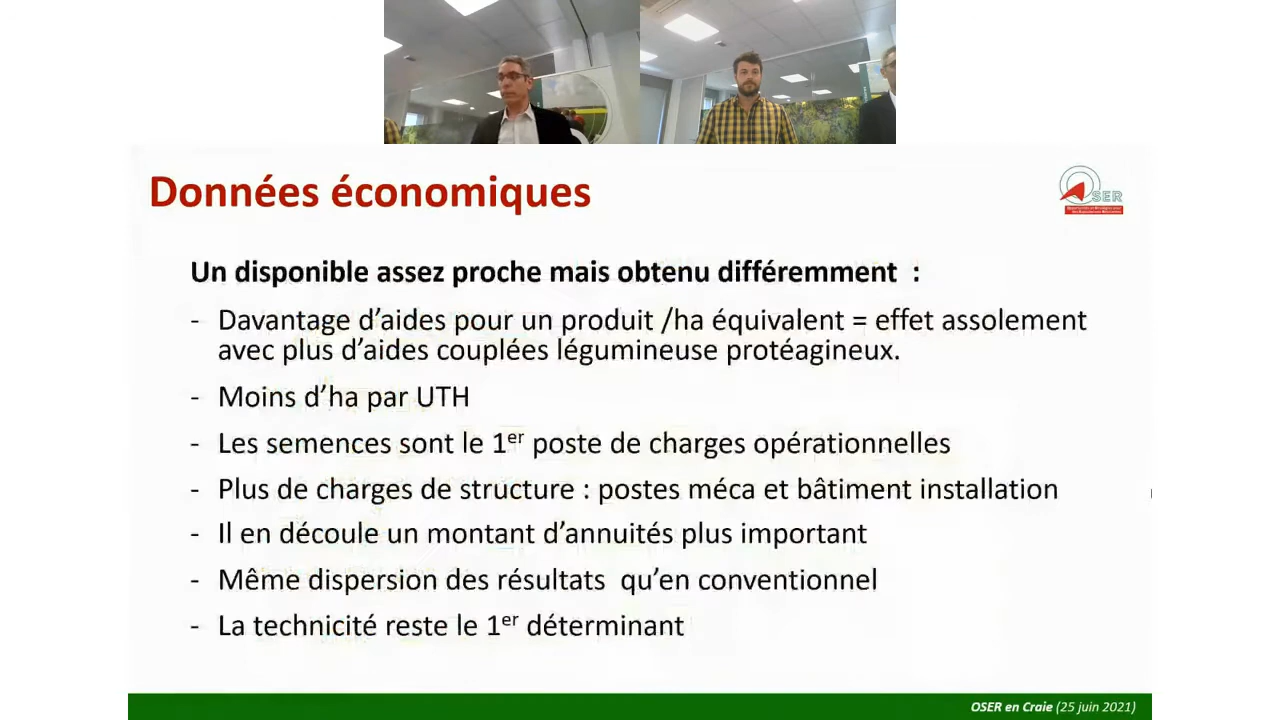 Données économiques
OSER
Un disponible assez proche mais obtenu différemment :
- Davantage d’aides pour un produit /ha équivalent = effet assolement
avec plus d’aides couplées légumineuse protéagineux.
- Moins d’ha par UTH
- Les semences sont le 1er poste de charges opérationnelles
- Plus de charges de structure : postes méca et bâtiment installation
- Il en découle un montant d’annuités plus important
- Même dispersion des résultats qu’en conventionnel
- La technicité reste le 1er déterminant
OSER en Craie (25 juin 2021)